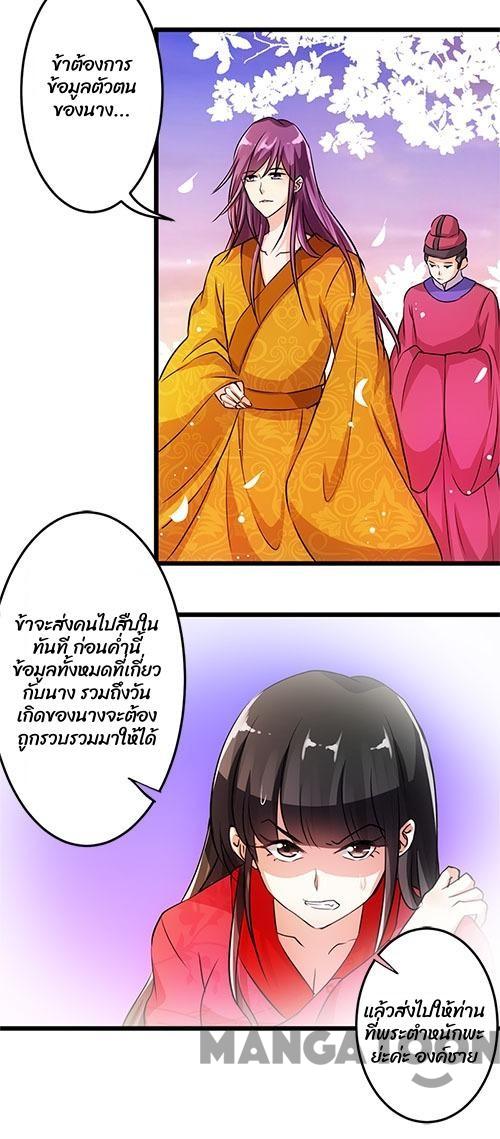 ข้าต้องการ
ข้อมูลตัวตน
ของนาง...
ข้าจะส่งคนไปสืบใน
ทันที ก่อนค่ำนี้
ข้อมูลทั้งหมดที่เกี่ยว
กับนาง รวมถึงวัน
เกิดของนางจะต้อง
ถูกรวบรวมมาให้ได้
แล้วส่งไปให้ท่าน
ที่พระตำหนักพะ
ย่ะค่ะ องค์ชาย
MANGATOON